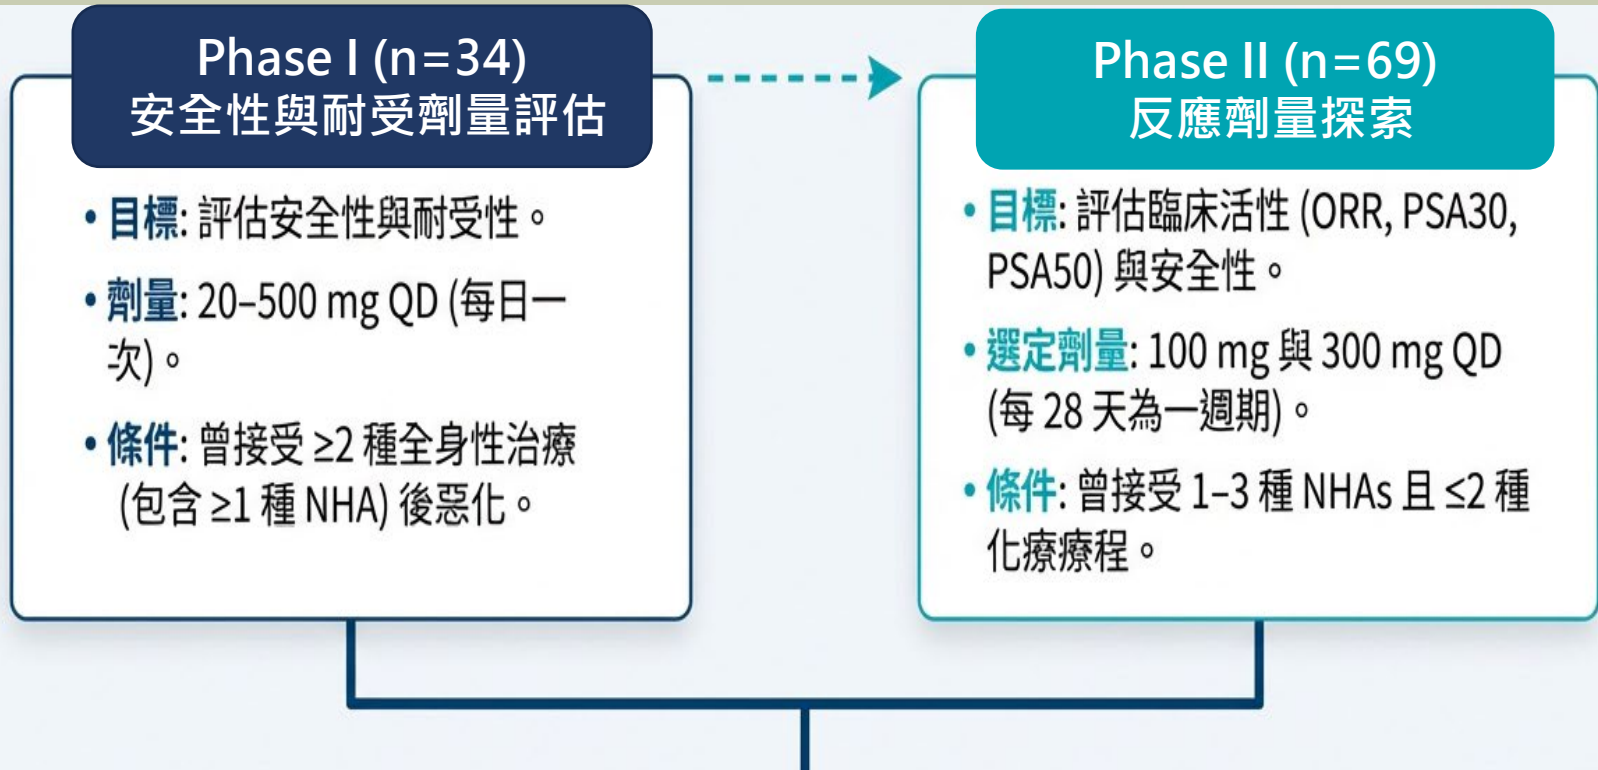 Phase I (n=34)
安全性與耐受劑量評估
• 目標: 評估安全性與耐受性。
• 劑量: 20–500 mg QD (每日一
次)。
• 條件: 曾接受 ≥2 種全身性治療
(包含 ≥1 種 NHA) 後惡化。
Phase II (n=69)
反應劑量探索
• 目標: 評估臨床活性 (ORR, PSA30,
PSA50) 與安全性。
• 選定劑量: 100 mg 與 300 mg QD
(每 28 天為一週期)。
• 條件: 曾接受 1–3 種 NHAs 且 ≤2 種
化療療程。